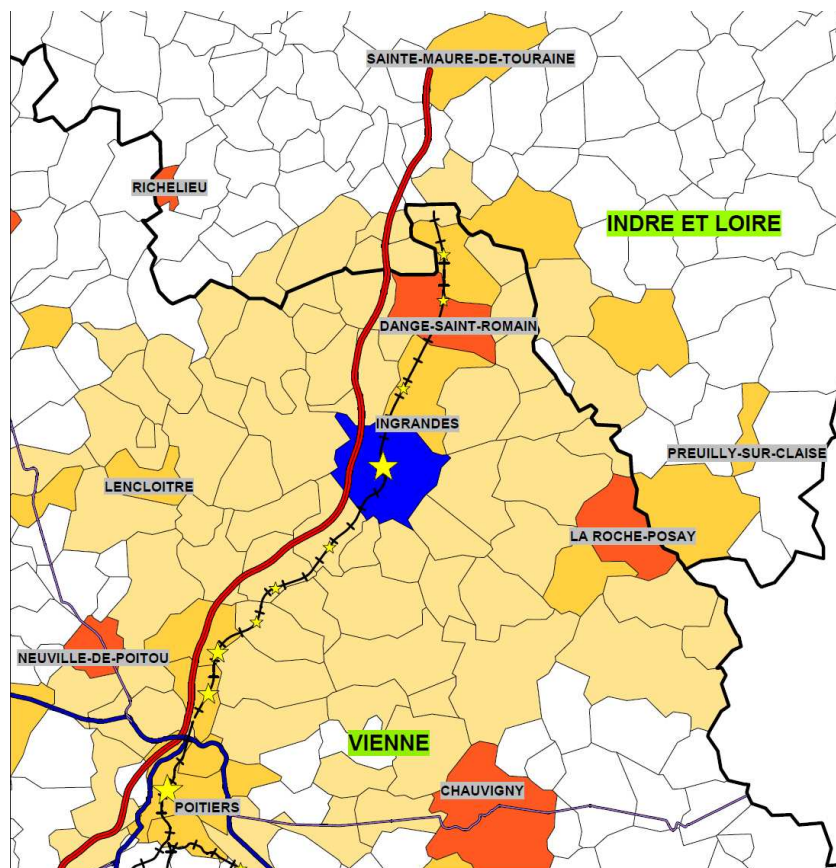 SAINTE-MAURE-DE-TOURAINE
RICHELIEU
INDRE ET LOIRE
DANGE-SAINT-ROMAIN
INGRANDES
PREUILLY-SUR-CLAISE
LENCLOITRE
LA ROCHE-POSAY
NEUVILLE-DE-POITOU
VIENNE
CHAUVIGNY
POITIERS